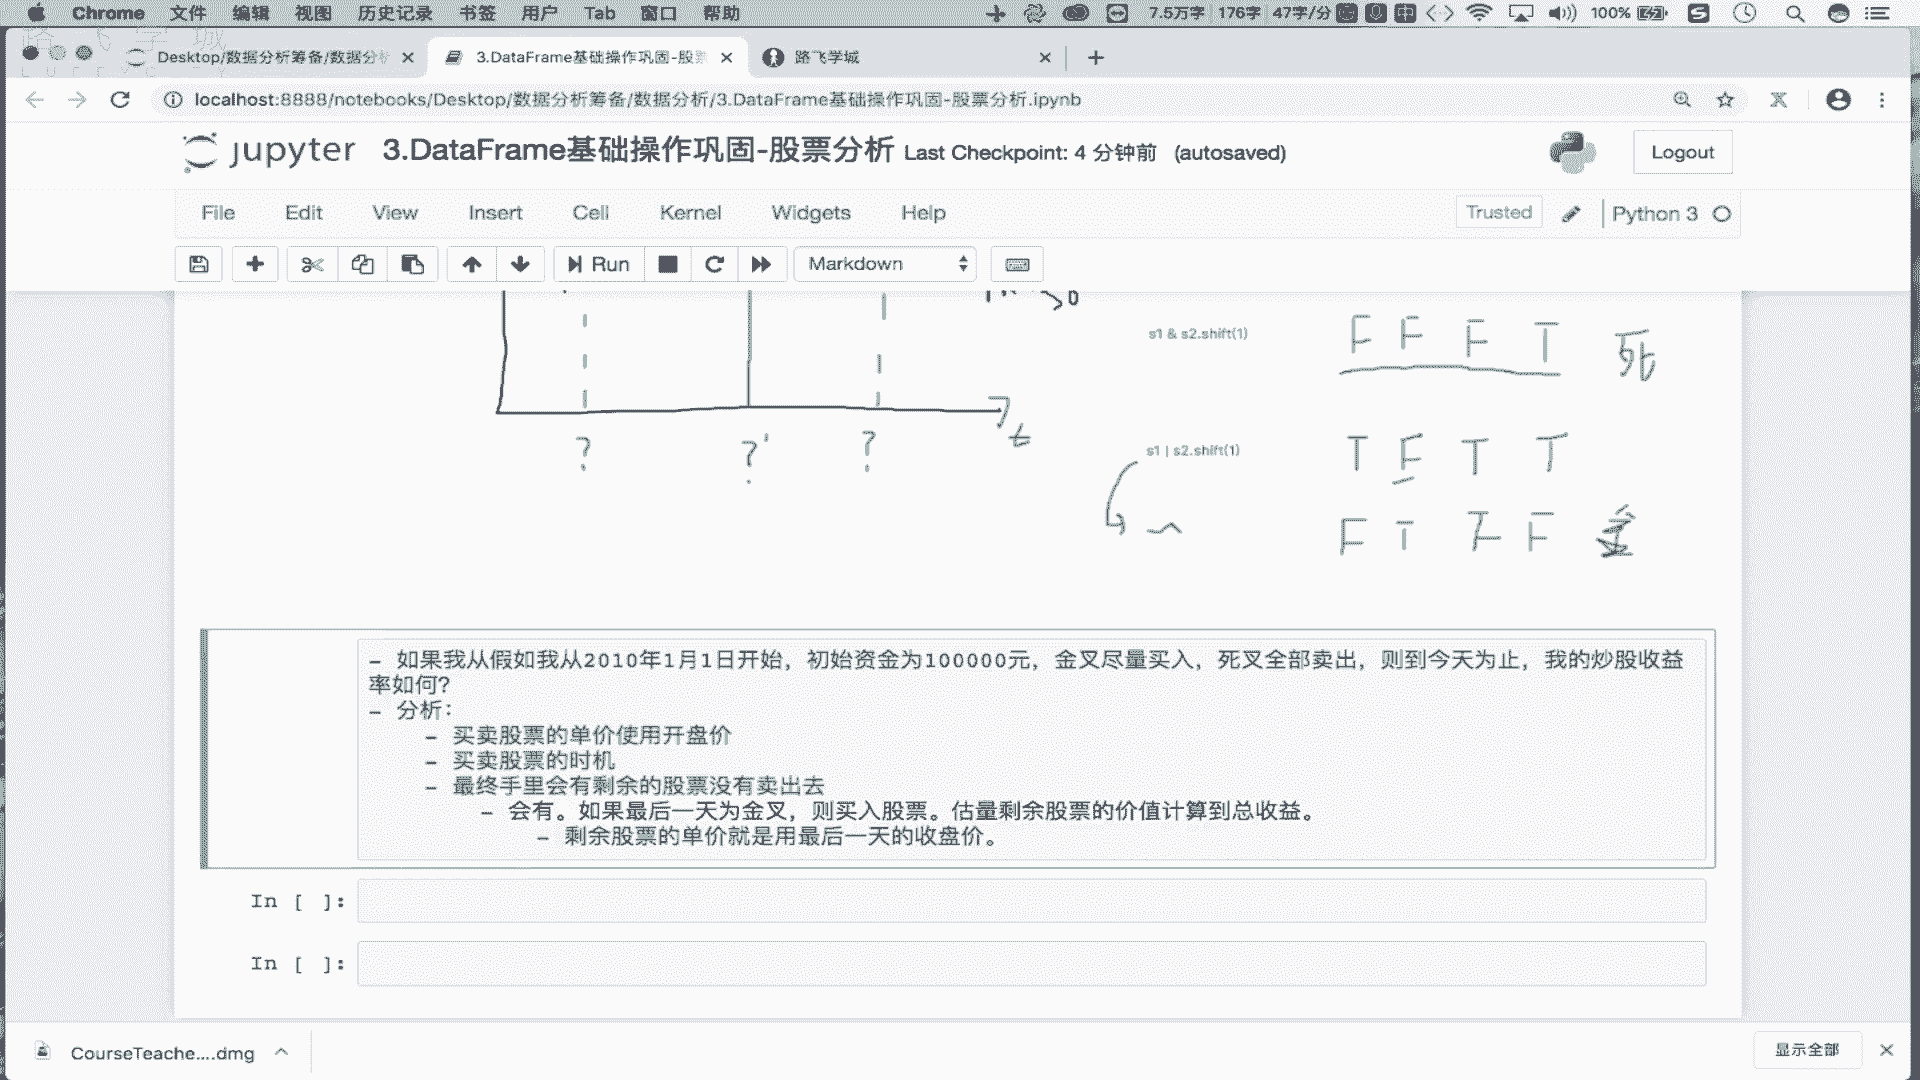 Chrome 文件 编辑 视图 历史记录 书签 用户 Tab 窗口 帮助 7.5万字 176字 47字/分 中 100%
Desktop/数据分析筹备/数据分析 3.DataFrame基础操作巩固-股票 路飞学城
localhost:8888/notebooks/Desktop/数据分析筹备/数据分析/3.DataFrame基础操作巩固-股票分析.ipynb
jupyter 3.DataFrame基础操作巩固-股票分析 Last Checkpoint: 4 分钟前 (autosaved) Logout
File Edit View Insert Cell Kernel Widgets Help Trusted Python 3
Run Markdown
s1 & s2.shift(1) F F F T 死
? ?' ? t
s1 | s2.shift(1) T F T T
~ F T F F 金
- 如果我从假如我从2010年1月1日开始，初始资金为100000元，金叉尽量买入，死叉全部卖出，则到今天为止，我的炒股收益
率如何？
- 分析：
- 买卖股票的单价使用开盘价
- 买卖股票的时机
- 最终手里会有剩余的股票没有卖出去
- 会有。如果最后一天为金叉，则买入股票。估量剩余股票的价值计算到总收益。
- 剩余股票的单价就是用最后一天的收盘价。
In [ ]:
In [ ]:
CourseTeache....dmg 显示全部